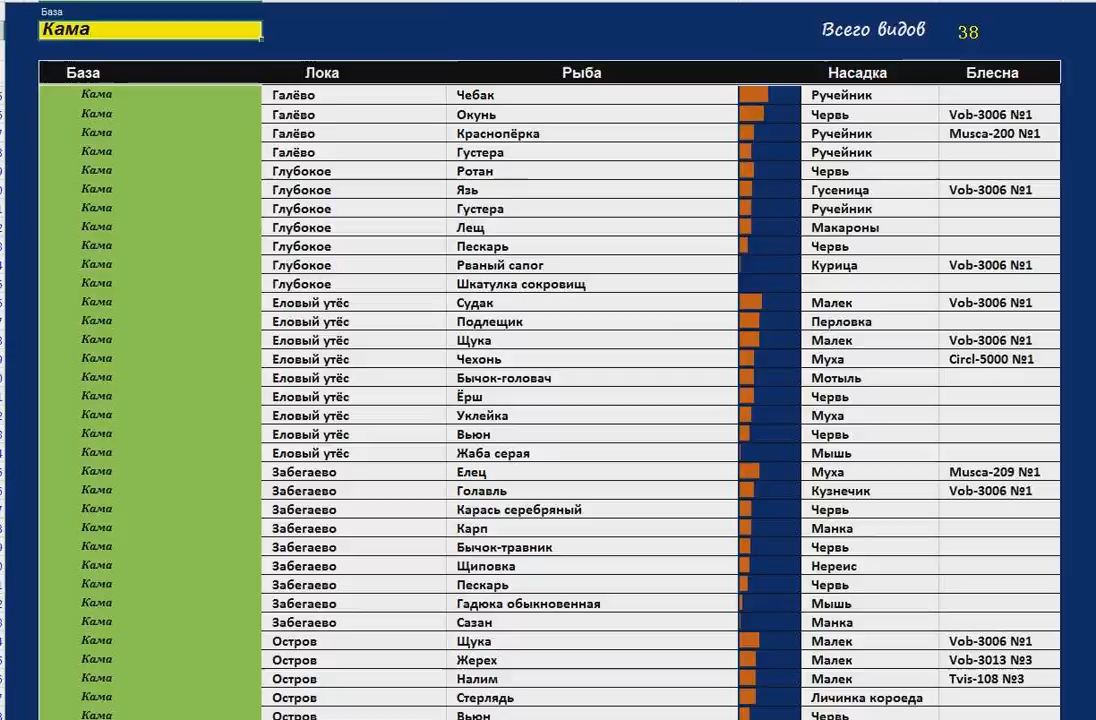 База
Кама
Всего видов 38
База Лока Рыба Насадка Блесна
Кама Галёво Чебак Ручейник
Кама Галёво Окунь Червь Vob-3006 №1
Кама Галёво Краснопёрка Ручейник Musca-200 №1
Кама Галёво Густера Ручейник
Кама Глубокое Ротан Червь
Кама Глубокое Язь Гусеница Vob-3006 №1
Кама Глубокое Густера Ручейник
Кама Глубокое Лещ Макароны
Кама Глубокое Пескарь Червь
Кама Глубокое Рваный сапог Курица Vob-3006 №1
Кама Глубокое Шкатулка сокровищ
Кама Еловый утёс Судак Малек Vob-3006 №1
Кама Еловый утёс Подлещик Перловка
Кама Еловый утёс Щука Малек Vob-3006 №1
Кама Еловый утёс Чехонь Муха Circl-5000 №1
Кама Еловый утёс Бычок-головач Мотыль
Кама Еловый утёс Ёрш Червь
Кама Еловый утёс Уклейка Муха
Кама Еловый утёс Вьюн Червь
Кама Еловый утёс Жаба серая Мышь
Кама Забегаево Елец Муха Musca-209 №1
Кама Забегаево Голавль Кузнечик Vob-3006 №1
Кама Забегаево Карась серебряный Червь
Кама Забегаево Карп Манка
Кама Забегаево Бычок-травник Червь
Кама Забегаево Щиповка Нереис
Кама Забегаево Пескарь Червь
Кама Забегаево Гадюка обыкновенная Мышь
Кама Забегаево Сазан Манка
Кама Остров Щука Малек Vob-3006 №1
Кама Остров Жерех Малек Vob-3013 №3
Кама Остров Налим Малек Tvis-108 №3
Кама Остров Стерлядь Личинка короеда
Кама Остров Вьюн Червь